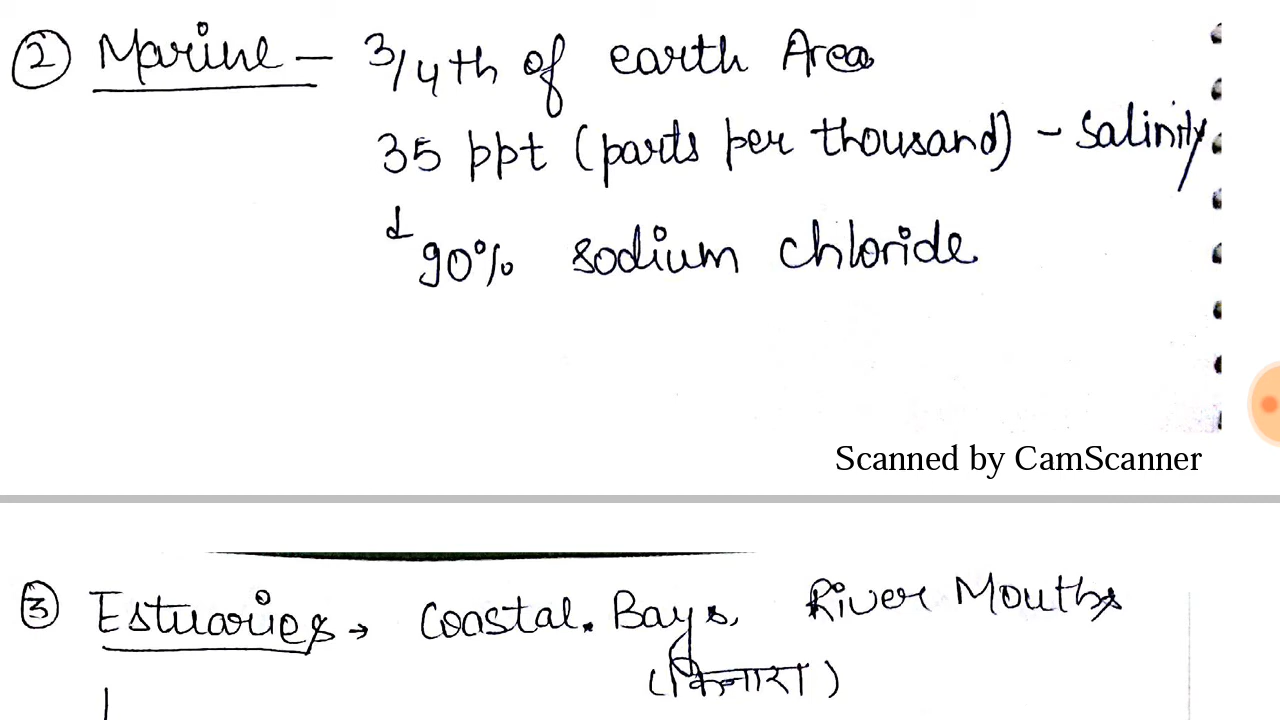 ② Marine – 3/4th of earth Area
35 ppt (parts per thousand) – Salinity
90% sodium chloride
Scanned by CamScanner
③ Estuaries → Coastal. Bays, River Mouths
(किनारा)